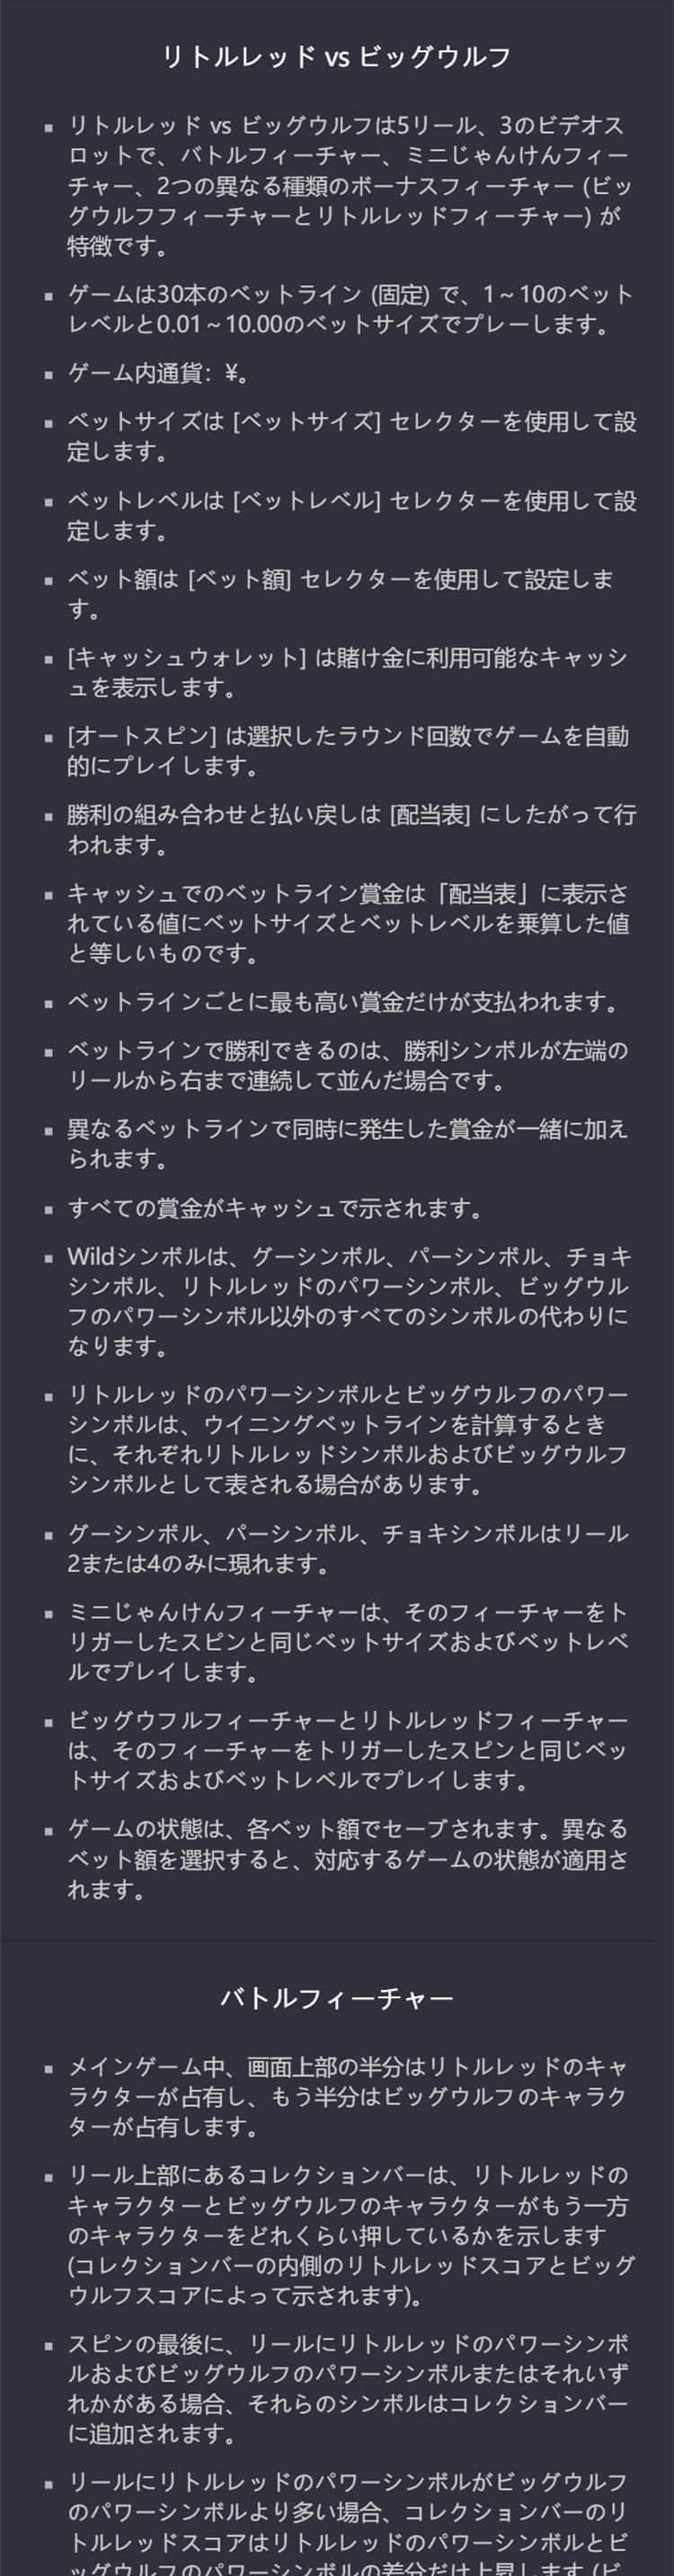 リトルレッド vs ビッグウルフ
▪ リトルレッド vs ビッグウルフは5リール、3のビデオス
ロットで、バトルフィーチャー、ミニじゃんけんフィー
チャー、2つの異なる種類のボーナスフィーチャー (ビッ
グウルフフィーチャーとリトルレッドフィーチャー) が
特徴です。
▪ ゲームは30本のベットライン (固定) で、1~10のベット
レベルと0.01~10.00のベットサイズでプレーします。
▪ ゲーム内通貨：¥。
▪ ベットサイズは [ベットサイズ] セレクターを使用して設
定します。
▪ ベットレベルは [ベットレベル] セレクターを使用して設
定します。
▪ ベット額は [ベット額] セレクターを使用して設定しま
す。
▪ [キャッシュウォレット] は賭け金に利用可能なキャッシ
ュを表示します。
▪ [オートスピン] は選択したラウンド回数でゲームを自動
的にプレイします。
▪ 勝利の組み合わせと払い戻しは [配当表] にしたがって行
われます。
▪ キャッシュでのベットライン賞金は「配当表」に表示さ
れている値にベットサイズとベットレベルを乗算した値
と等しいものです。
▪ ベットラインごとに最も高い賞金だけが支払われます。
▪ ベットラインで勝利できるのは、勝利シンボルが左端の
リールから右まで連続して並んだ場合です。
▪ 異なるベットラインで同時に発生した賞金が一緒に加え
られます。
▪ すべての賞金がキャッシュで示されます。
▪ Wildシンボルは、グーシンボル、パーシンボル、チョキ
シンボル、リトルレッドのパワーシンボル、ビッグウル
フのパワーシンボル以外のすべてのシンボルの代わりに
なります。
▪ リトルレッドのパワーシンボルとビッグウルフのパワー
シンボルは、ウイニングベットラインを計算するとき
に、それぞれリトルレッドシンボルおよびビッグウルフ
シンボルとして表される場合があります。
▪ グーシンボル、パーシンボル、チョキシンボルはリール
2または4のみに現れます。
▪ ミニじゃんけんフィーチャーは、そのフィーチャーをト
リガーしたスピンと同じベットサイズおよびベットレベ
ルでプレイします。
▪ ビッグウフルフィーチャーとリトルレッドフィーチャー
は、そのフィーチャーをトリガーしたスピンと同じベッ
トサイズおよびベットレベルでプレイします。
▪ ゲームの状態は、各ベット額でセーブされます。異なる
ベット額を選択すると、対応するゲームの状態が適用さ
れます。
バトルフィーチャー
▪ メインゲーム中、画面上部の半分はリトルレッドのキャ
ラクターが占有し、もう半分はビッグウルフのキャラク
ターが占有します。
▪ リール上部にあるコレクションバーは、リトルレッドの
キャラクターとビッグウルフのキャラクターがもう一方
のキャラクターをどれくらい押しているかを示します
(コレクションバーの内側のリトルレッドスコアとビッグ
ウルフスコアによって示されます)。
▪ スピンの最後に、リールにリトルレッドのパワーシンボ
ルおよびビッグウルフのパワーシンボルまたはそれいず
れかがある場合、それらのシンボルはコレクションバー
に追加されます。
▪ リールにリトルレッドのパワーシンボルがビッグウルフ
のパワーシンボルより多い場合、コレクションバーのリ
トルレッドスコアはリトルレッドのパワーシンボルとビ
ッグウルフのパワーシンボルの差分だけ上昇します (ビ